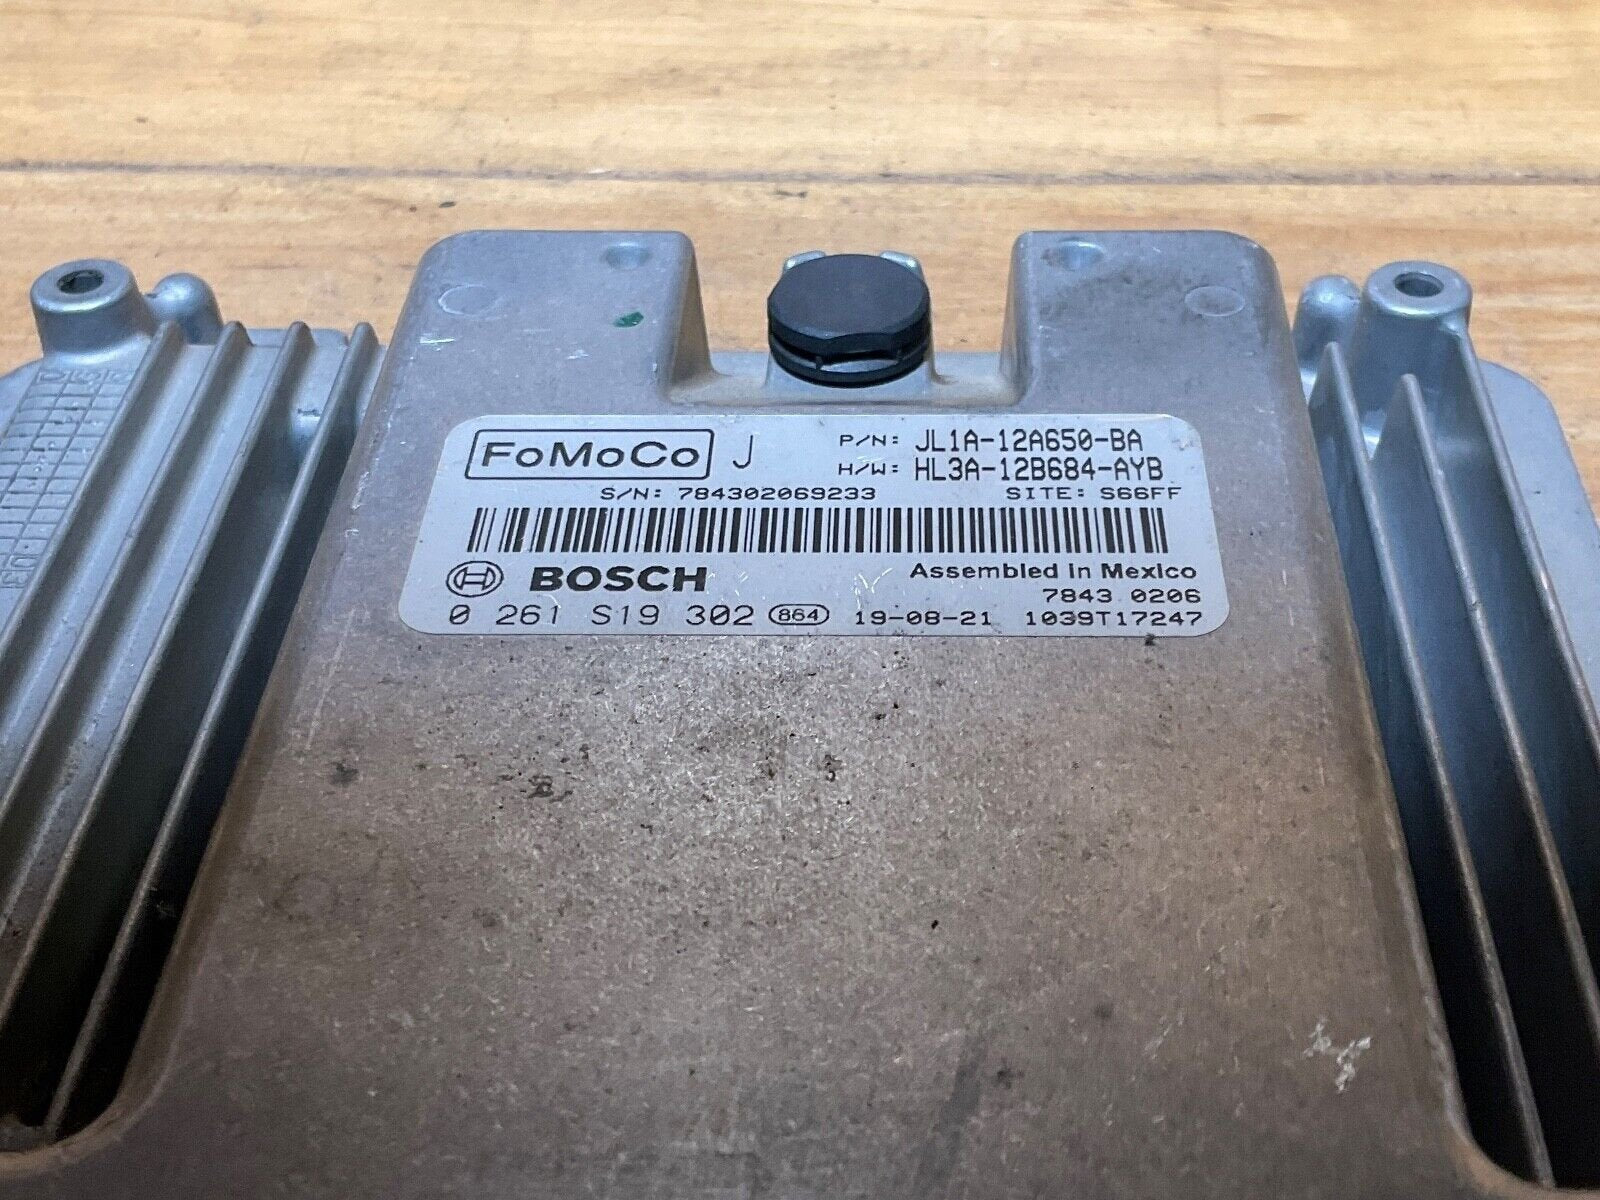 FoMoCo J P/N: JL1A-12A650-BA
H/W: HL3A-12B684-AYB
S/N: 784302069233 SITE: S66FF
BOSCH Assembled in Mexico
7843 0206
0 261 S19 302 864 19-08-21 1039T17247